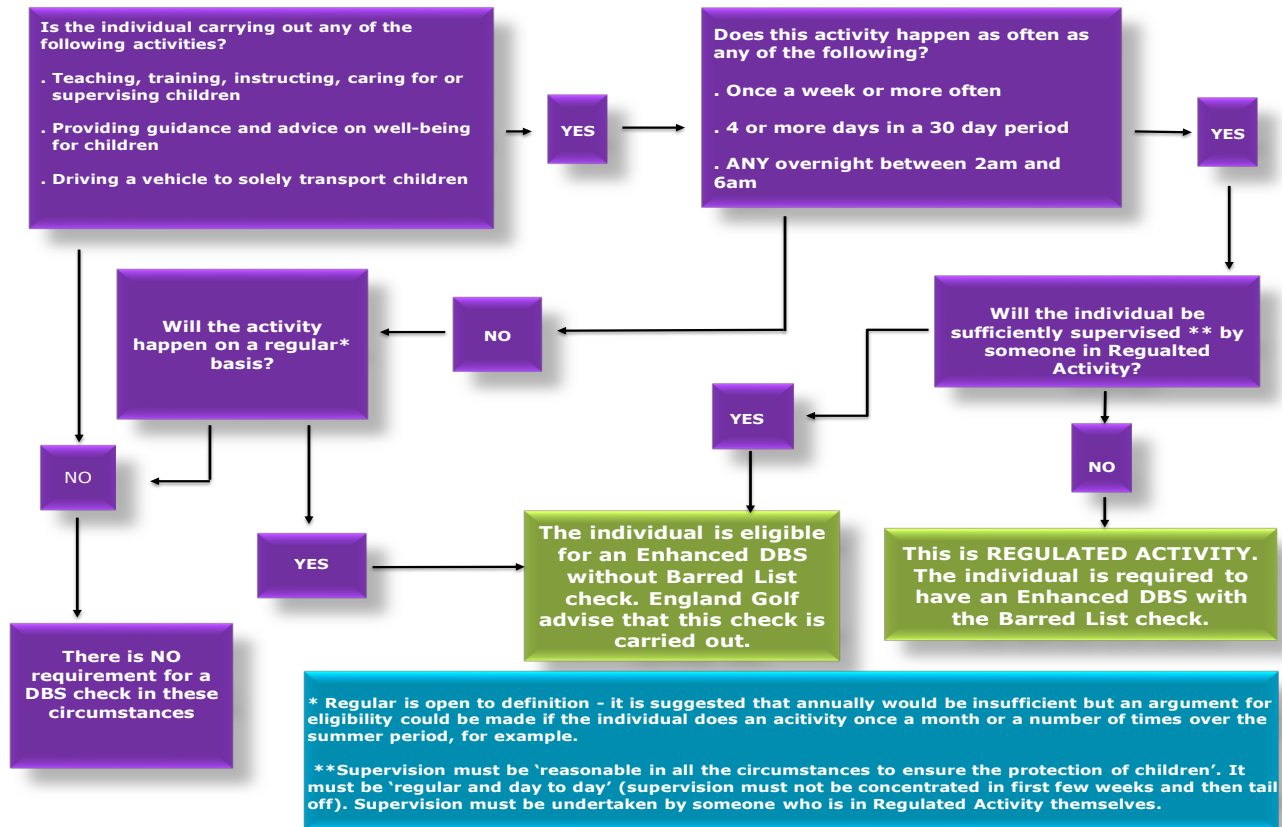 Is the individual carrying out any of the
following activities?
. Teaching, training, instructing, caring for or
supervising children
. Providing guidance and advice on well-being
for children
. Driving a vehicle to solely transport children
YES
Does this activity happen as often as
any of the following?
. Once a week or more often
. 4 or more days in a 30 day period
. ANY overnight between 2am and
6am
YES
Will the activity
happen on a regular*
basis?
NO
Will the individual be
sufficiently supervised ** by
someone in Regualted
Activity?
YES
NO
NO
YES
The individual is eligible
for an Enhanced DBS
without Barred List
check. England Golf
advise that this check is
carried out.
This is REGULATED ACTIVITY.
The individual is required to
have an Enhanced DBS with
the Barred List check.
There is NO
requirement for a
DBS check in these
circumstances
* Regular is open to definition – it is suggested that annually would be insufficient but an argument for
eligibility could be made if the individual does an acitivity once a month or a number of times over the
summer period, for example.
**Supervision must be ‘reasonable in all the circumstances to ensure the protection of children’. It
must be ‘regular and day to day’ (supervision must not be concentrated in first few weeks and then tail
off). Supervision must be undertaken by someone who is in Regulated Activity themselves.